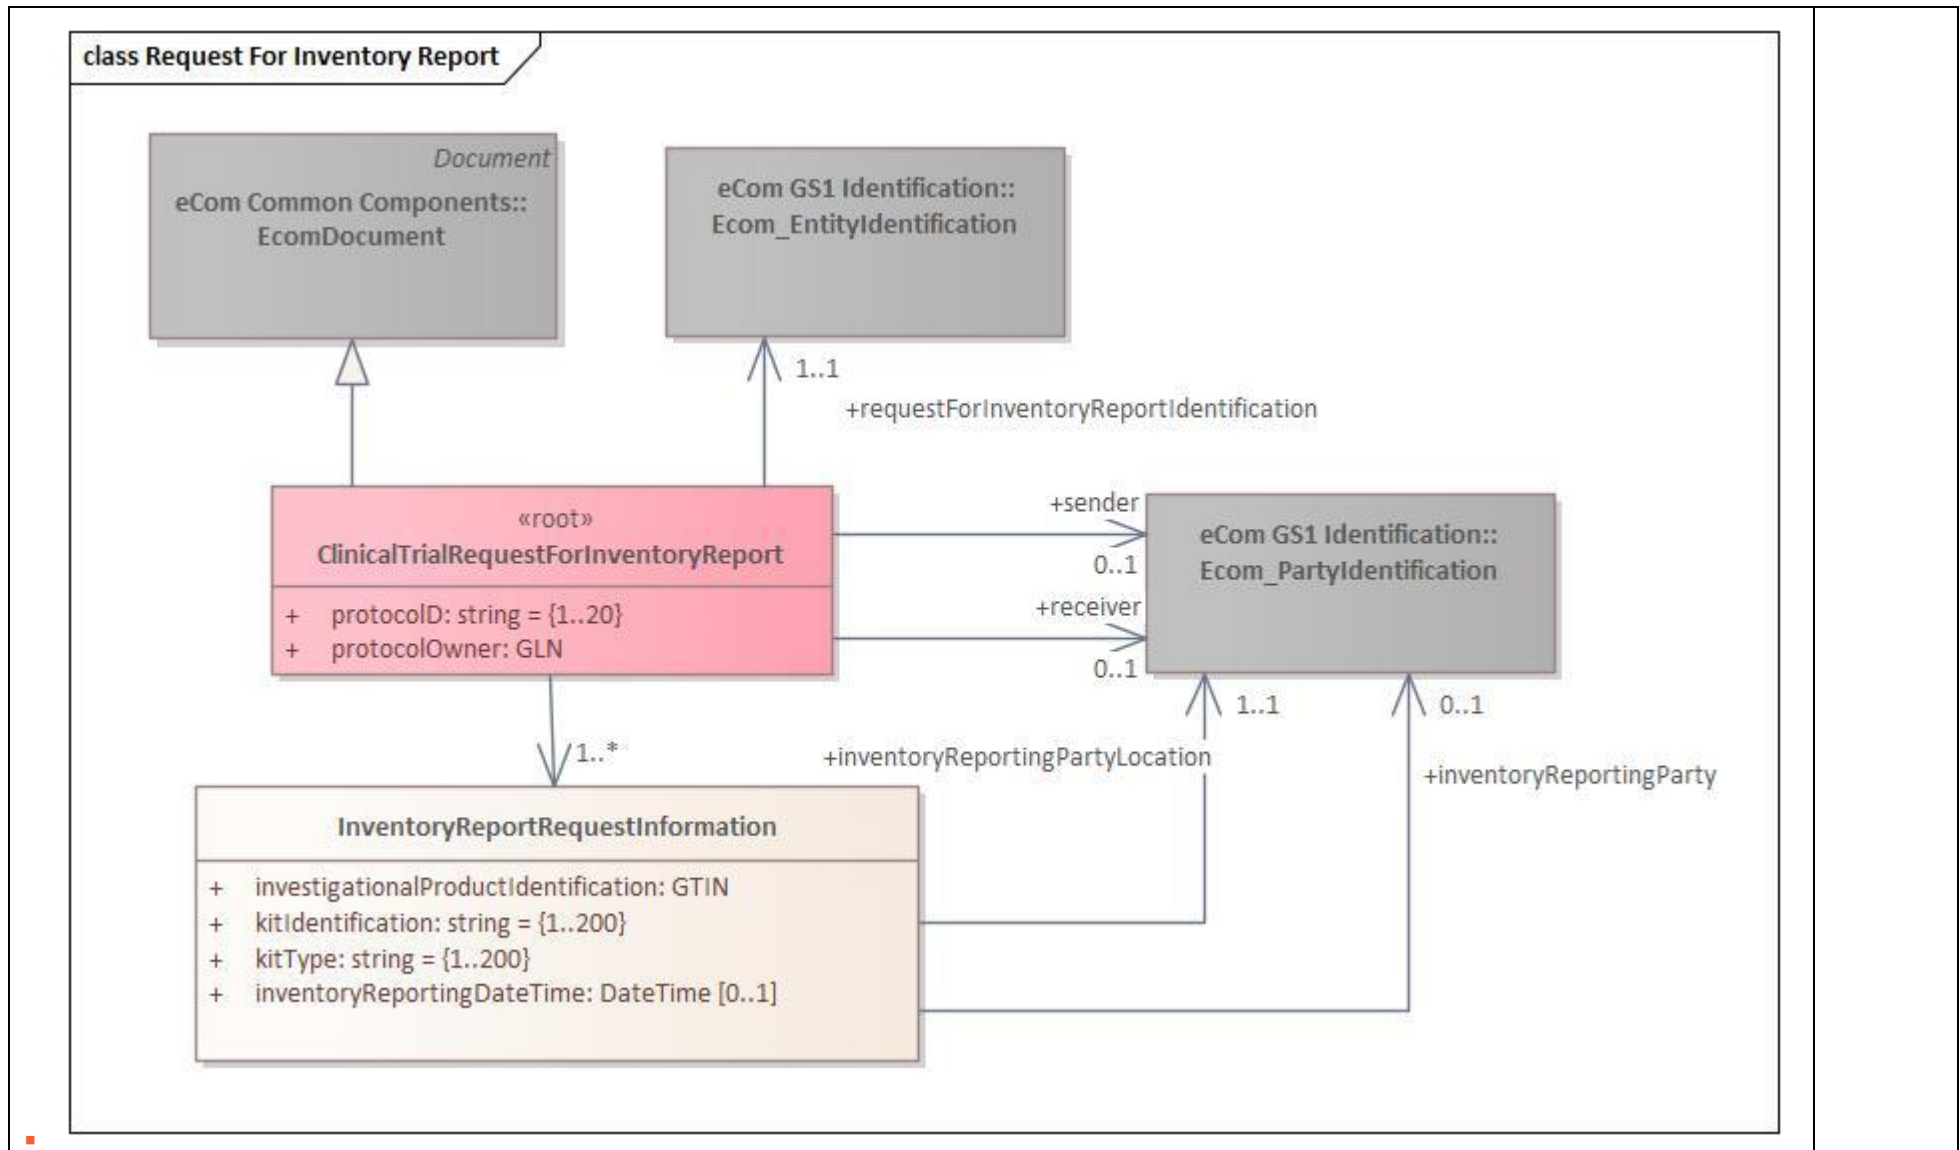 class Request For Inventory Report
Document
eCom Common Components::
EcomDocument
eCom GS1 Identification::
Ecom_EntityIdentification
1..1
+requestForInventoryReportIdentification
«root»
ClinicalTrialRequestForInventoryReport
+ protocolD: string = {1..20}
+ protocolOwner: GLN
+sender
0..1
+receiver
0..1
eCom GS1 Identification::
Ecom_PartyIdentification
1..1
0..1
1..*
+inventoryReportingPartyLocation
+inventoryReportingParty
InventoryReportRequestInformation
+ investigationalProductIdentification: GTIN
+ kitIdentification: string = {1..200}
+ kitType: string = {1..200}
+ inventoryReportingDateTime: DateTime [0..1]